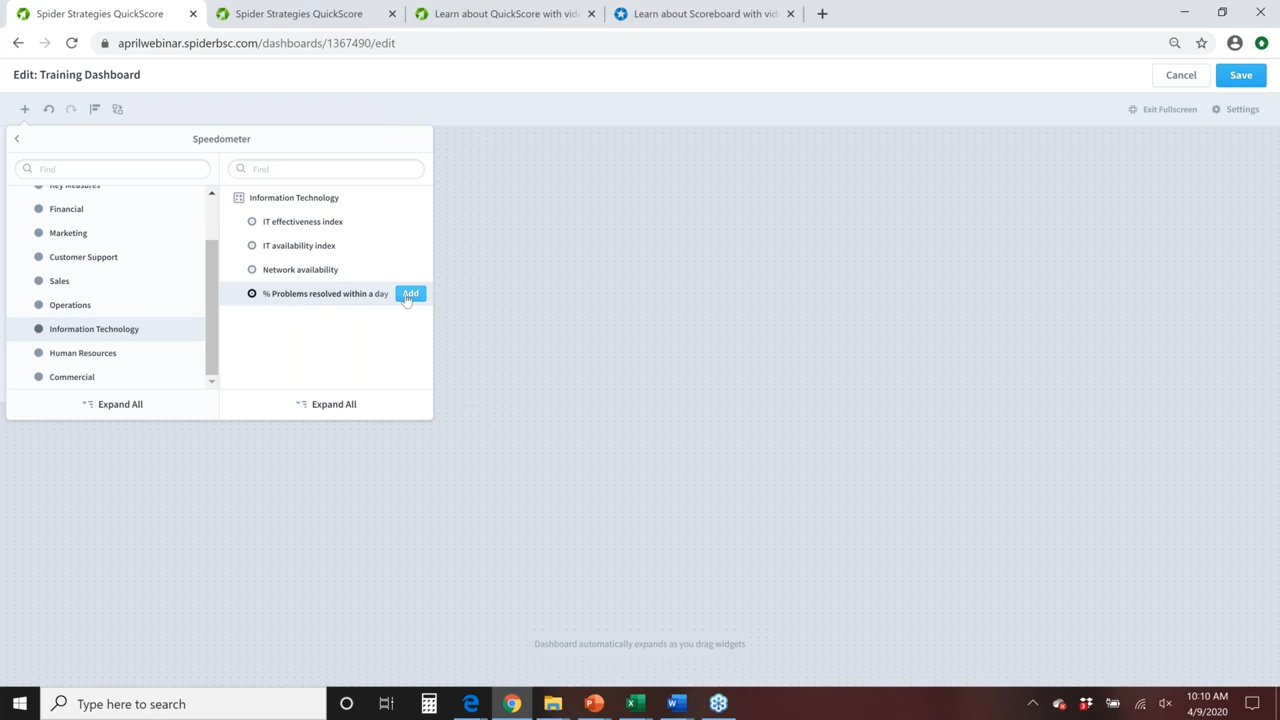 Spider Strategies QuickScore
Spider Strategies QuickScore
Learn about QuickScore with vid
Learn about Scoreboard with vid
aprilwebinar.spiderbsc.com/dashboards/1367490/edit
Edit: Training Dashboard
Cancel
Save
Exit Fullscreen
Settings
Speedometer
Find
Find
Key Measures
Financial
Marketing
Customer Support
Sales
Operations
Information Technology
Human Resources
Commercial
Expand All
Information Technology
IT effectiveness index
IT availability index
Network availability
% Problems resolved within a day
Add
Expand All
Dashboard automatically expands as you drag widgets
Type here to search
10:10 AM
4/9/2020